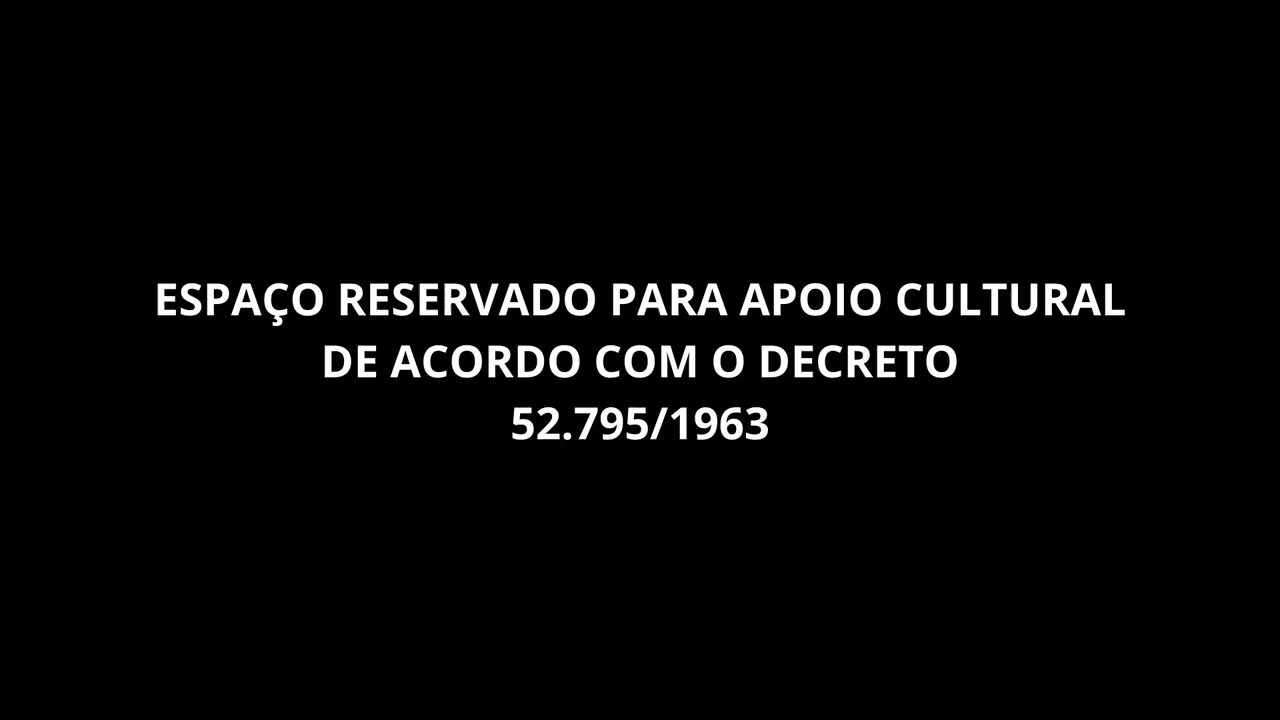 ESPAÇO RESERVADO PARA APOIO CULTURAL
DE ACORDO COM O DECRETO
52.795/1963